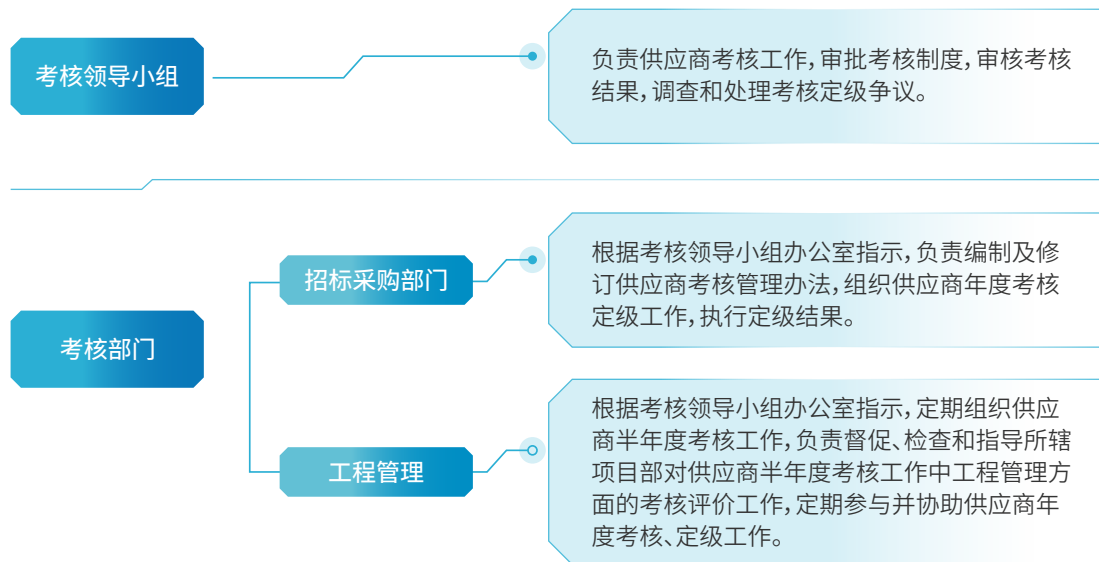 考核领导小组
负责供应商考核工作，审批考核制度，审核考核
结果，调查和处理考核定级争议。
考核部门
招标采购部门
根据考核领导小组办公室指示，负责编制及修
订供应商考核管理办法，组织供应商年度考核
定级工作，执行定级结果。
工程管理
根据考核领导小组办公室指示，定期组织供应
商半年度考核工作，负责督促、检查和指导所辖
项目部对供应商半年度考核工作中工程管理方
面的考核评价工作，定期参与并协助供应商年
度考核、定级工作。